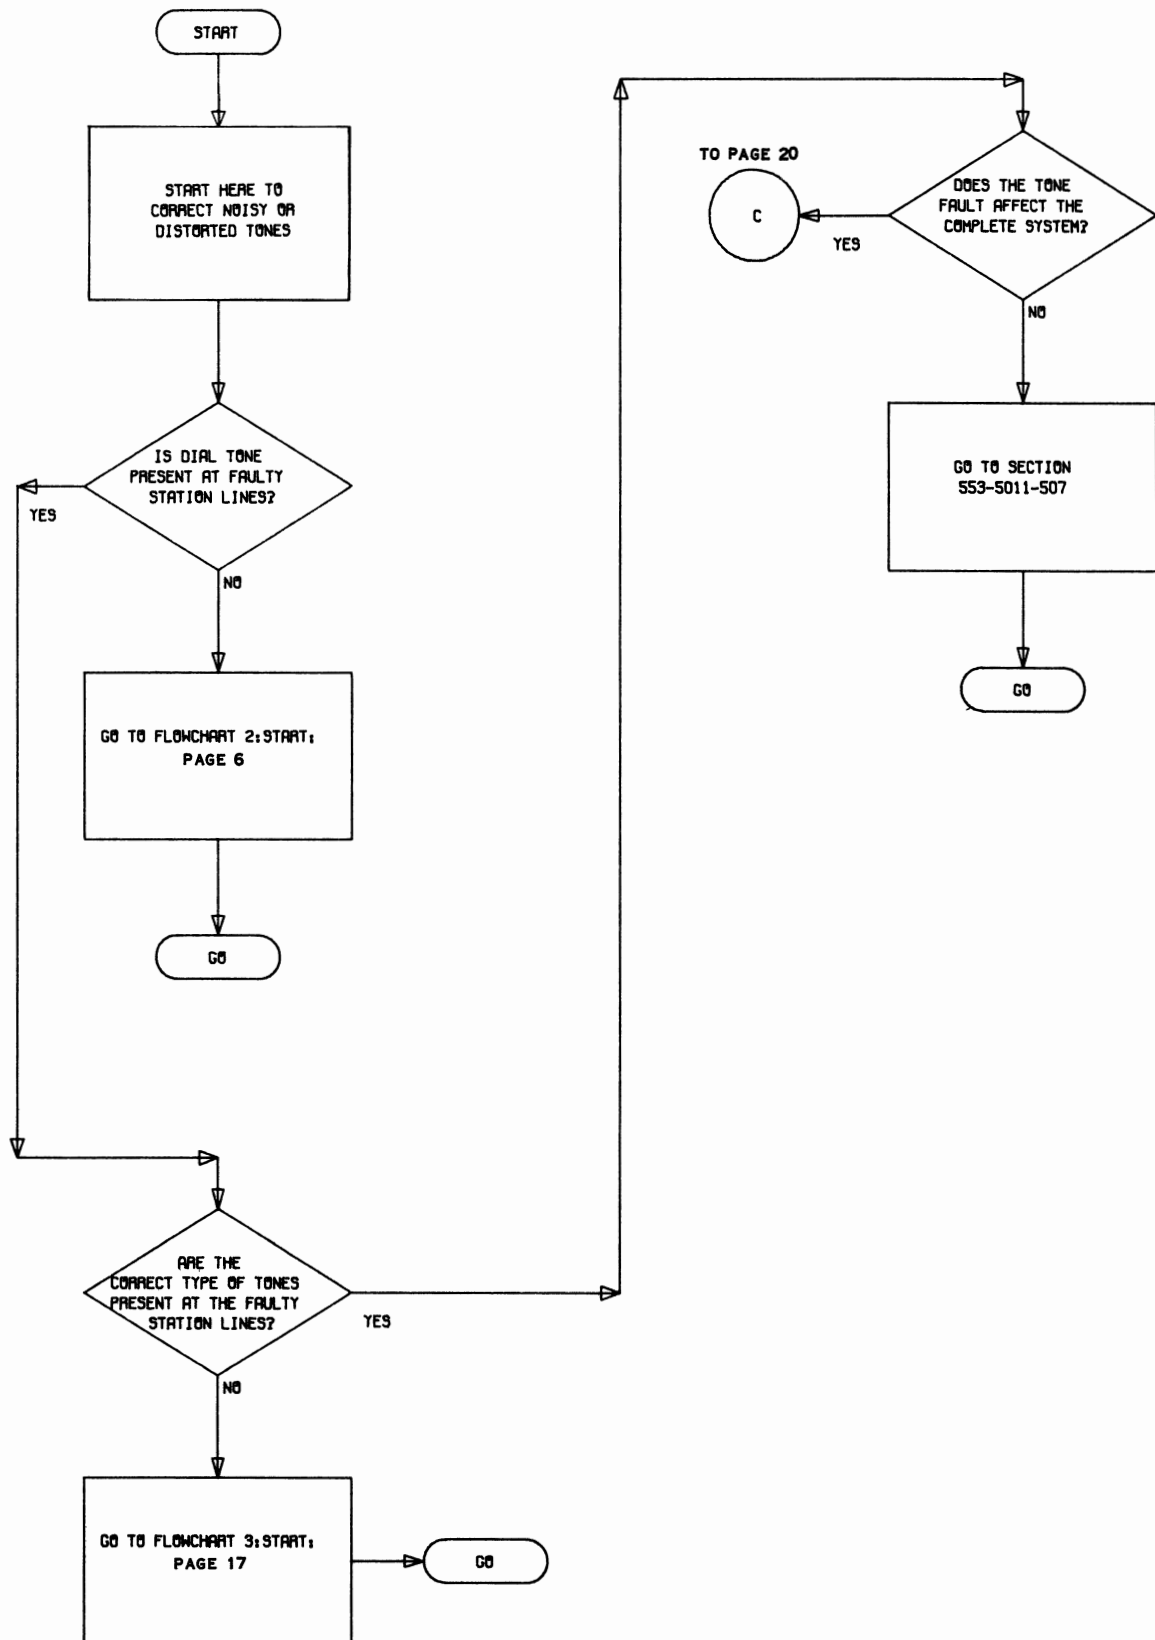 START
START HERE TO
CORRECT NOISY OR
DISTORTED TONES
IS DIAL TONE
PRESENT AT FAULTY
STATION LINES?
YES
NO
GO TO FLOWCHART 2:START:
PAGE 6
GO
ARE THE
CORRECT TYPE OF TONES
PRESENT AT THE FAULTY
STATION LINES?
YES
NO
GO TO FLOWCHART 3:START:
PAGE 17
GO
DOES THE TONE
FAULT AFFECT THE
COMPLETE SYSTEM?
TO PAGE 20
C
YES
NO
GO TO SECTION
553-5011-507
GO